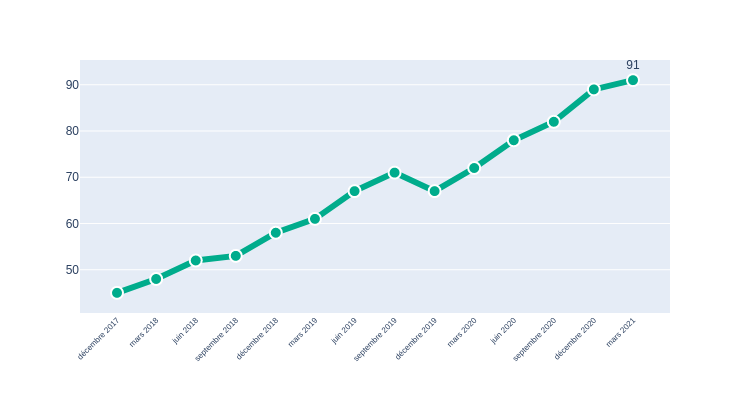 91
90
80
70
60
50
décembre 2017
mars 2018
juin 2018
septembre 2018
décembre 2018
mars 2019
juin 2019
septembre 2019
décembre 2019
mars 2020
juin 2020
septembre 2020
décembre 2020
mars 2021